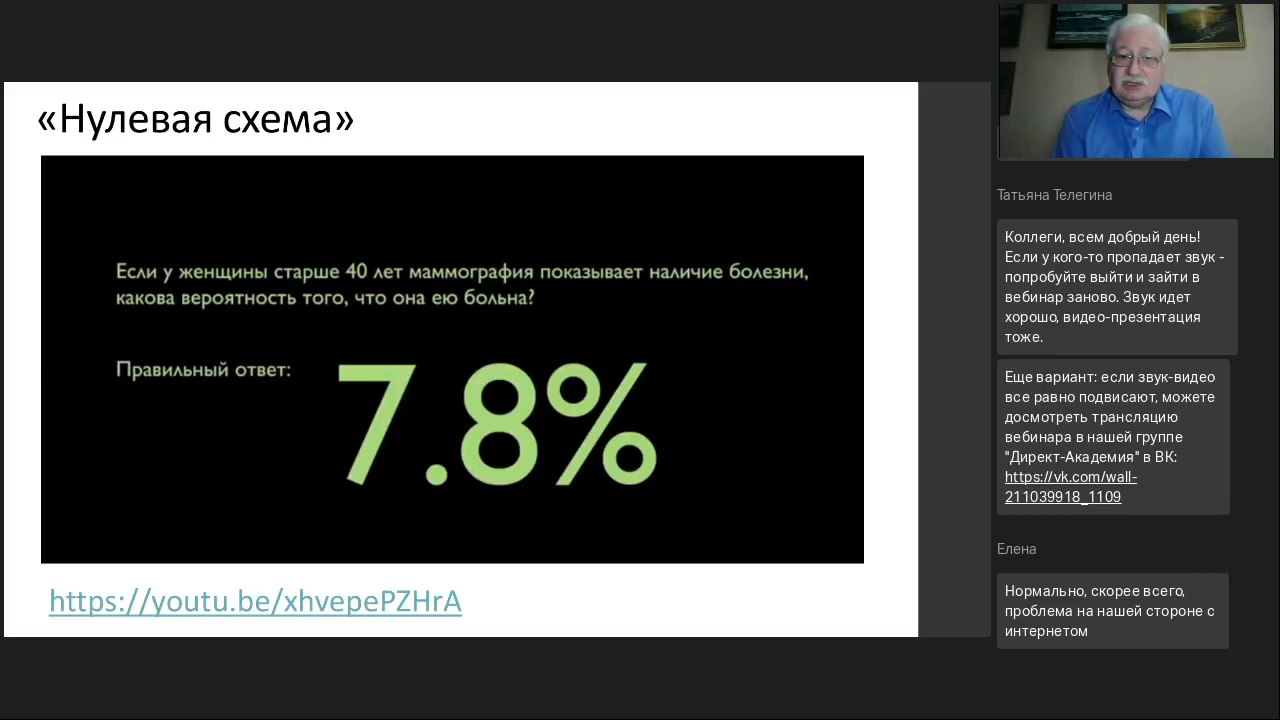 «Нулевая схема»
Если у женщины старше 40 лет маммография показывает наличие болезни,
какова вероятность того, что она ею больна?
Правильный ответ:
7.8%
https://youtu.be/xhvepePZHrA
Татьяна Телегина
Коллеги, всем добрый день!
Если у кого-то пропадает звук -
попробуйте выйти и зайти в
вебинар заново. Звук идет
хорошо, видео-презентация
тоже.
Еще вариант: если звук-видео
все равно подвисают, можете
досмотреть трансляцию
вебинара в нашей группе
"Директ-Академия" в ВК:
https://vk.com/wall-
211039918_1109
Елена
Нормально, скорее всего,
проблема на нашей стороне с
интернетом